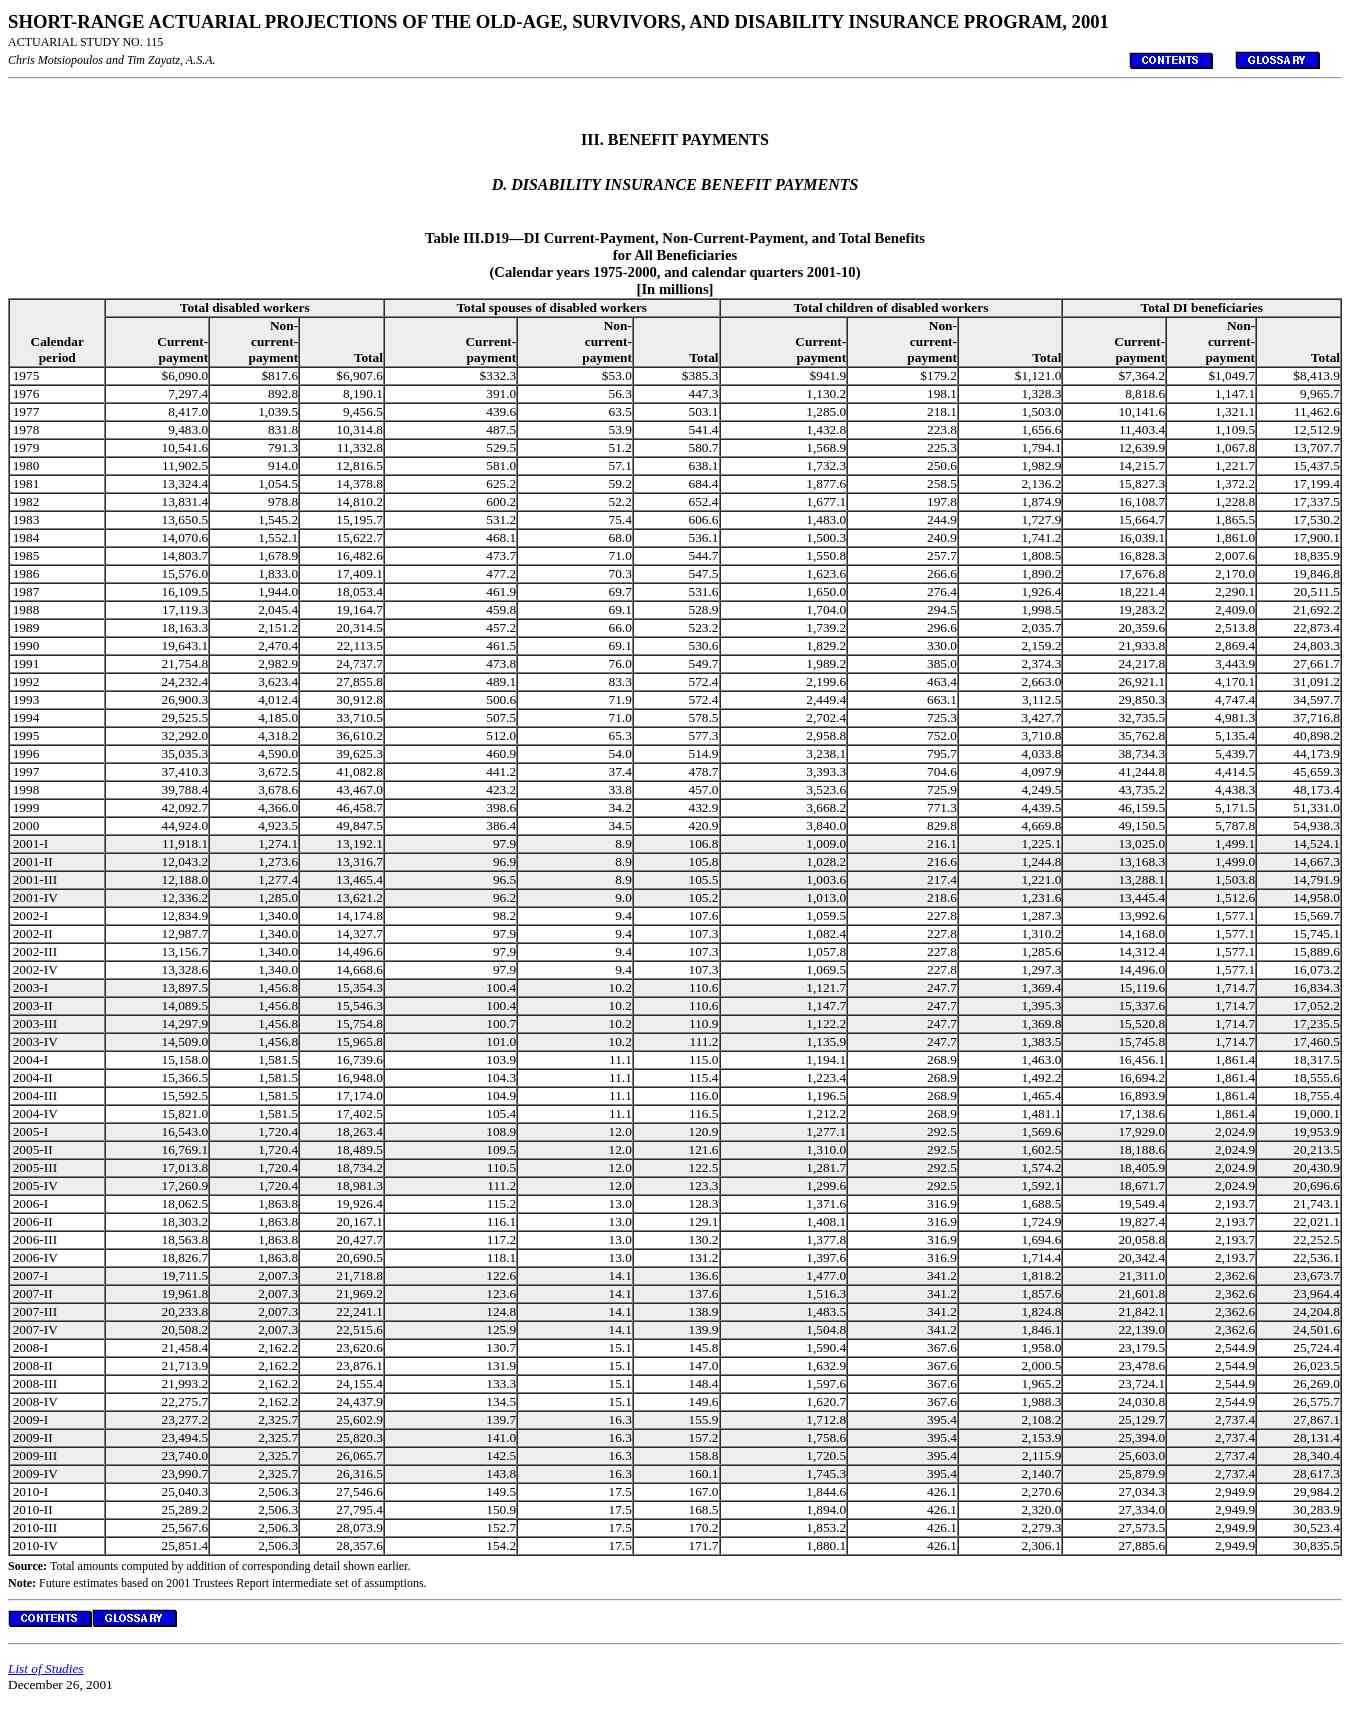 SHORT-RANGE ACTUARIAL PROJECTIONS OF THE OLD-AGE, SURVIVORS, AND DISABILITY INSURANCE PROGRAM, 2001
ACTUARIAL STUDY NO. 115
Chris Motsiopoulos and Tim Zayatz, A.S.A.
CONTENTS GLOSSARY
III. BENEFIT PAYMENTS
D. DISABILITY INSURANCE BENEFIT PAYMENTS
Table III.D19—DI Current-Payment, Non-Current-Payment, and Total Benefits
for All Beneficiaries
(Calendar years 1975-2000, and calendar quarters 2001-10)
[In millions]
Calendar period Total disabled workers Total spouses of disabled workers Total children of disabled workers Total DI beneficiaries
Current-payment Non-current-payment Total Current-payment Non-current-payment Total Current-payment Non-current-payment Total Current-payment Non-current-payment Total
1975 $6,090.0 $817.6 $6,907.6 $332.3 $53.0 $385.3 $941.9 $179.2 $1,121.0 $7,364.2 $1,049.7 $8,413.9
1976 7,297.4 892.8 8,190.1 391.0 56.3 447.3 1,130.2 198.1 1,328.3 8,818.6 1,147.1 9,965.7
1977 8,417.0 1,039.5 9,456.5 439.6 63.5 503.1 1,285.0 218.1 1,503.0 10,141.6 1,321.1 11,462.6
1978 9,483.0 831.8 10,314.8 487.5 53.9 541.4 1,432.8 223.8 1,656.6 11,403.4 1,109.5 12,512.9
1979 10,541.6 791.3 11,332.8 529.5 51.2 580.7 1,568.9 225.3 1,794.1 12,639.9 1,067.8 13,707.7
1980 11,902.5 914.0 12,816.5 581.0 57.1 638.1 1,732.3 250.6 1,982.9 14,215.7 1,221.7 15,437.5
1981 13,324.4 1,054.5 14,378.8 625.2 59.2 684.4 1,877.6 258.5 2,136.2 15,827.3 1,372.2 17,199.4
1982 13,831.4 978.8 14,810.2 600.2 52.2 652.4 1,677.1 197.8 1,874.9 16,108.7 1,228.8 17,337.5
1983 13,650.5 1,545.2 15,195.7 531.2 75.4 606.6 1,483.0 244.9 1,727.9 15,664.7 1,865.5 17,530.2
1984 14,070.6 1,552.1 15,622.7 468.1 68.0 536.1 1,500.3 240.9 1,741.2 16,039.1 1,861.0 17,900.1
1985 14,803.7 1,678.9 16,482.6 473.7 71.0 544.7 1,550.8 257.7 1,808.5 16,828.3 2,007.6 18,835.9
1986 15,576.0 1,833.0 17,409.1 477.2 70.3 547.5 1,623.6 266.6 1,890.2 17,676.8 2,170.0 19,846.8
1987 16,109.5 1,944.0 18,053.4 461.9 69.7 531.6 1,650.0 276.4 1,926.4 18,221.4 2,290.1 20,511.5
1988 17,119.3 2,045.4 19,164.7 459.8 69.1 528.9 1,704.0 294.5 1,998.5 19,283.2 2,409.0 21,692.2
1989 18,163.3 2,151.2 20,314.5 457.2 66.0 523.2 1,739.2 296.6 2,035.7 20,359.6 2,513.8 22,873.4
1990 19,643.1 2,470.4 22,113.5 461.5 69.1 530.6 1,829.2 330.0 2,159.2 21,933.8 2,869.4 24,803.3
1991 21,754.8 2,982.9 24,737.7 473.8 76.0 549.7 1,989.2 385.0 2,374.3 24,217.8 3,443.9 27,661.7
1992 24,232.4 3,623.4 27,855.8 489.1 83.3 572.4 2,199.6 463.4 2,663.0 26,921.1 4,170.1 31,091.2
1993 26,900.3 4,012.4 30,912.8 500.6 71.9 572.4 2,449.4 663.1 3,112.5 29,850.3 4,747.4 34,597.7
1994 29,525.5 4,185.0 33,710.5 507.5 71.0 578.5 2,702.4 725.3 3,427.7 32,735.5 4,981.3 37,716.8
1995 32,292.0 4,318.2 36,610.2 512.0 65.3 577.3 2,958.8 752.0 3,710.8 35,762.8 5,135.4 40,898.2
1996 35,035.3 4,590.0 39,625.3 460.9 54.0 514.9 3,238.1 795.7 4,033.8 38,734.3 5,439.7 44,173.9
1997 37,410.3 3,672.5 41,082.8 441.2 37.4 478.7 3,393.3 704.6 4,097.9 41,244.8 4,414.5 45,659.3
1998 39,788.4 3,678.6 43,467.0 423.2 33.8 457.0 3,523.6 725.9 4,249.5 43,735.2 4,438.3 48,173.4
1999 42,092.7 4,366.0 46,458.7 398.6 34.2 432.9 3,668.2 771.3 4,439.5 46,159.5 5,171.5 51,331.0
2000 44,924.0 4,923.5 49,847.5 386.4 34.5 420.9 3,840.0 829.8 4,669.8 49,150.5 5,787.8 54,938.3
2001-I 11,918.1 1,274.1 13,192.1 97.9 8.9 106.8 1,009.0 216.1 1,225.1 13,025.0 1,499.1 14,524.1
2001-II 12,043.2 1,273.6 13,316.7 96.9 8.9 105.8 1,028.2 216.6 1,244.8 13,168.3 1,499.0 14,667.3
2001-III 12,188.0 1,277.4 13,465.4 96.5 8.9 105.5 1,003.6 217.4 1,221.0 13,288.1 1,503.8 14,791.9
2001-IV 12,336.2 1,285.0 13,621.2 96.2 9.0 105.2 1,013.0 218.6 1,231.6 13,445.4 1,512.6 14,958.0
2002-I 12,834.9 1,340.0 14,174.8 98.2 9.4 107.6 1,059.5 227.8 1,287.3 13,992.6 1,577.1 15,569.7
2002-II 12,987.7 1,340.0 14,327.7 97.9 9.4 107.3 1,082.4 227.8 1,310.2 14,168.0 1,577.1 15,745.1
2002-III 13,156.7 1,340.0 14,496.6 97.9 9.4 107.3 1,057.8 227.8 1,285.6 14,312.4 1,577.1 15,889.6
2002-IV 13,328.6 1,340.0 14,668.6 97.9 9.4 107.3 1,069.5 227.8 1,297.3 14,496.0 1,577.1 16,073.2
2003-I 13,897.5 1,456.8 15,354.3 100.4 10.2 110.6 1,121.7 247.7 1,369.4 15,119.6 1,714.7 16,834.3
2003-II 14,089.5 1,456.8 15,546.3 100.4 10.2 110.6 1,147.7 247.7 1,395.3 15,337.6 1,714.7 17,052.2
2003-III 14,297.9 1,456.8 15,754.8 100.7 10.2 110.9 1,122.2 247.7 1,369.8 15,520.8 1,714.7 17,235.5
2003-IV 14,509.0 1,456.8 15,965.8 101.0 10.2 111.2 1,135.9 247.7 1,383.5 15,745.8 1,714.7 17,460.5
2004-I 15,158.0 1,581.5 16,739.6 103.9 11.1 115.0 1,194.1 268.9 1,463.0 16,456.1 1,861.4 18,317.5
2004-II 15,366.5 1,581.5 16,948.0 104.3 11.1 115.4 1,223.4 268.9 1,492.2 16,694.2 1,861.4 18,555.6
2004-III 15,592.5 1,581.5 17,174.0 104.9 11.1 116.0 1,196.5 268.9 1,465.4 16,893.9 1,861.4 18,755.4
2004-IV 15,821.0 1,581.5 17,402.5 105.4 11.1 116.5 1,212.2 268.9 1,481.1 17,138.6 1,861.4 19,000.1
2005-I 16,543.0 1,720.4 18,263.4 108.9 12.0 120.9 1,277.1 292.5 1,569.6 17,929.0 2,024.9 19,953.9
2005-II 16,769.1 1,720.4 18,489.5 109.5 12.0 121.6 1,310.0 292.5 1,602.5 18,188.6 2,024.9 20,213.5
2005-III 17,013.8 1,720.4 18,734.2 110.5 12.0 122.5 1,281.7 292.5 1,574.2 18,405.9 2,024.9 20,430.9
2005-IV 17,260.9 1,720.4 18,981.3 111.2 12.0 123.3 1,299.6 292.5 1,592.1 18,671.7 2,024.9 20,696.6
2006-I 18,062.5 1,863.8 19,926.4 115.2 13.0 128.3 1,371.6 316.9 1,688.5 19,549.4 2,193.7 21,743.1
2006-II 18,303.2 1,863.8 20,167.1 116.1 13.0 129.1 1,408.1 316.9 1,724.9 19,827.4 2,193.7 22,021.1
2006-III 18,563.8 1,863.8 20,427.7 117.2 13.0 130.2 1,377.8 316.9 1,694.6 20,058.8 2,193.7 22,252.5
2006-IV 18,826.7 1,863.8 20,690.5 118.1 13.0 131.2 1,397.6 316.9 1,714.4 20,342.4 2,193.7 22,536.1
2007-I 19,711.5 2,007.3 21,718.8 122.6 14.1 136.6 1,477.0 341.2 1,818.2 21,311.0 2,362.6 23,673.7
2007-II 19,961.8 2,007.3 21,969.2 123.6 14.1 137.6 1,516.3 341.2 1,857.6 21,601.8 2,362.6 23,964.4
2007-III 20,233.8 2,007.3 22,241.1 124.8 14.1 138.9 1,483.5 341.2 1,824.8 21,842.1 2,362.6 24,204.8
2007-IV 20,508.2 2,007.3 22,515.6 125.9 14.1 139.9 1,504.8 341.2 1,846.1 22,139.0 2,362.6 24,501.6
2008-I 21,458.4 2,162.2 23,620.6 130.7 15.1 145.8 1,590.4 367.6 1,958.0 23,179.5 2,544.9 25,724.4
2008-II 21,713.9 2,162.2 23,876.1 131.9 15.1 147.0 1,632.9 367.6 2,000.5 23,478.6 2,544.9 26,023.5
2008-III 21,993.2 2,162.2 24,155.4 133.3 15.1 148.4 1,597.6 367.6 1,965.2 23,724.1 2,544.9 26,269.0
2008-IV 22,275.7 2,162.2 24,437.9 134.5 15.1 149.6 1,620.7 367.6 1,988.3 24,030.8 2,544.9 26,575.7
2009-I 23,277.2 2,325.7 25,602.9 139.7 16.3 155.9 1,712.8 395.4 2,108.2 25,129.7 2,737.4 27,867.1
2009-II 23,494.5 2,325.7 25,820.3 141.0 16.3 157.2 1,758.6 395.4 2,153.9 25,394.0 2,737.4 28,131.4
2009-III 23,740.0 2,325.7 26,065.7 142.5 16.3 158.8 1,720.5 395.4 2,115.9 25,603.0 2,737.4 28,340.4
2009-IV 23,990.7 2,325.7 26,316.5 143.8 16.3 160.1 1,745.3 395.4 2,140.7 25,879.9 2,737.4 28,617.3
2010-I 25,040.3 2,506.3 27,546.6 149.5 17.5 167.0 1,844.6 426.1 2,270.6 27,034.3 2,949.9 29,984.2
2010-II 25,289.2 2,506.3 27,795.4 150.9 17.5 168.5 1,894.0 426.1 2,320.0 27,334.0 2,949.9 30,283.9
2010-III 25,567.6 2,506.3 28,073.9 152.7 17.5 170.2 1,853.2 426.1 2,279.3 27,573.5 2,949.9 30,523.4
2010-IV 25,851.4 2,506.3 28,357.6 154.2 17.5 171.7 1,880.1 426.1 2,306.1 27,885.6 2,949.9 30,835.5
Source: Total amounts computed by addition of corresponding detail shown earlier.
Note: Future estimates based on 2001 Trustees Report intermediate set of assumptions.
CONTENTS GLOSSARY
List of Studies
December 26, 2001